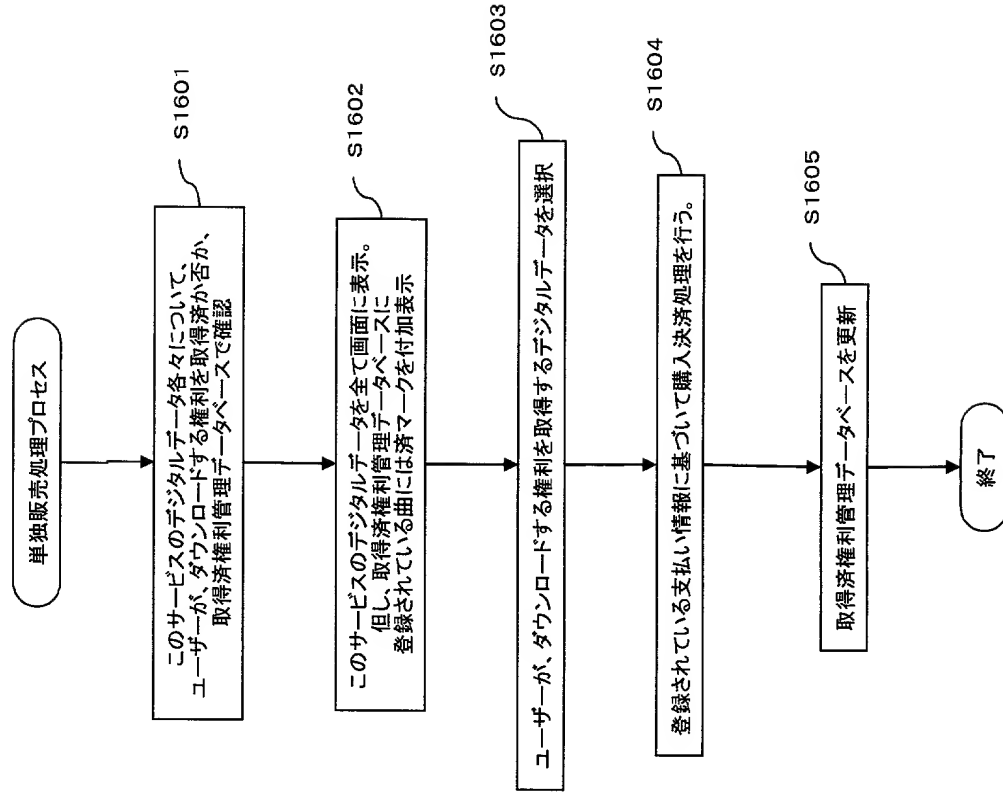 単独販売処理プロセス
このサービスのデジタルデータ各々について、
ユーザーが、ダウンロードする権利を取得済か否か、
取得済権利管理データベースで確認
S1601
このサービスのデジタルデータを全て画面に表示。
但し、取得済権利管理データベースに
登録されている曲には済マークを付加表示
S1602
ユーザーが、ダウンロードする権利を取得するデジタルデータを選択
S1603
登録されている支払い情報に基づいて購入決済処理を行う。
S1604
取得済権利管理データベースを更新
S1605
終了